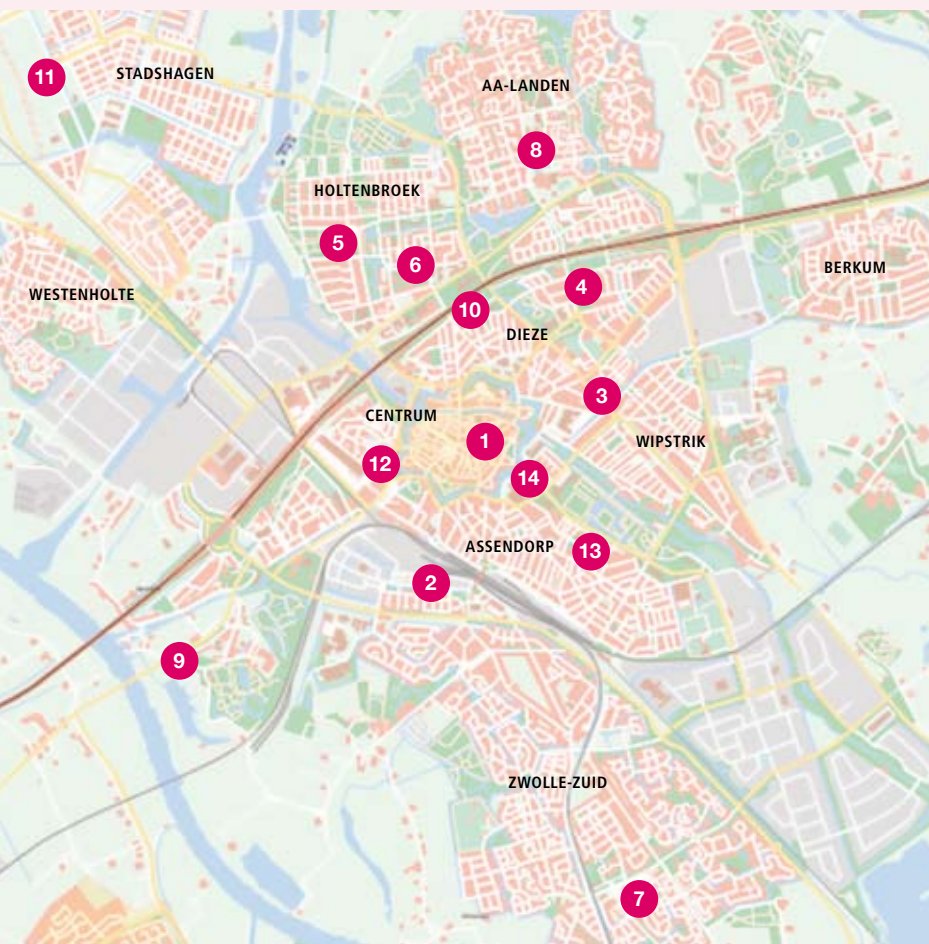 STADSHAGEN
11
AA-LANDEN
8
HOLTENBROEK
5
6
BERKUM
4
WESTENHOLTE
10
DIEZE
3
CENTRUM
1
WIPSTRIK
12
14
ASSENDORP
13
2
9
ZWOLLE-ZUID
7